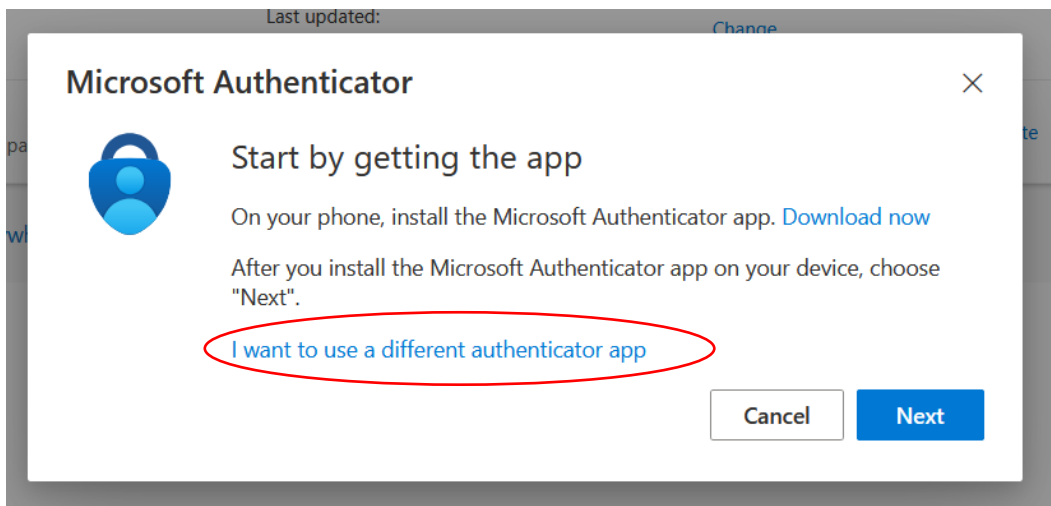 Last updated:
Change
Microsoft Authenticator
Start by getting the app
On your phone, install the Microsoft Authenticator app. Download now
After you install the Microsoft Authenticator app on your device, choose
"Next".
I want to use a different authenticator app
Cancel
Next